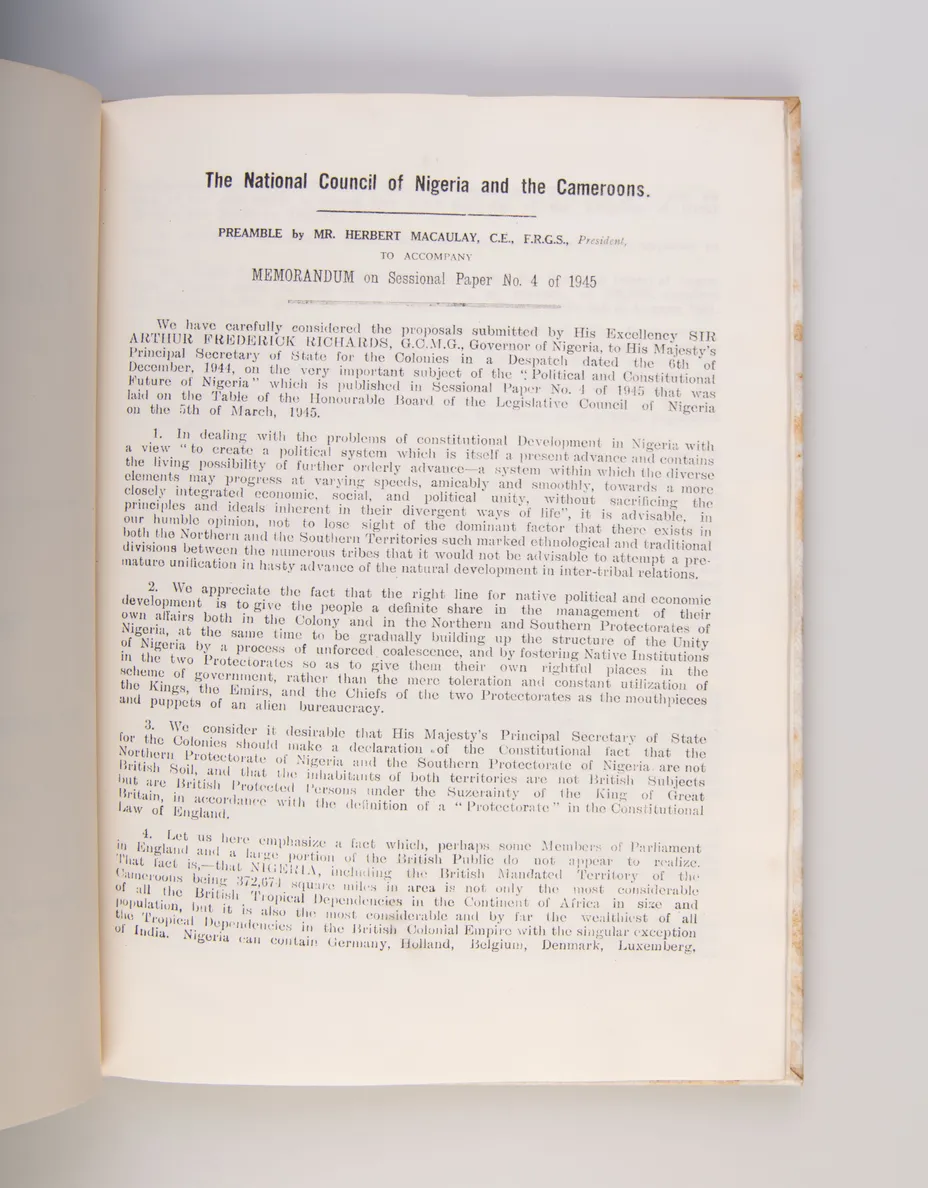 The National Council of Nigeria and the Cameroons.
PREAMBLE by MR. HERBERT MACAULAY, C.E., F.R.G.S., President,
TO ACCOMPANY
MEMORANDUM on Sessional Paper No. 4 of 1945
We have carefully considered the proposals submitted by His Excellency SIR
ARTHUR FREDERICK RICHARDS, G.C.M.G., Governor of Nigeria, to His Majesty's
Principal Secretary of State for the Colonies in a Despatch dated the 6th of
December, 1944, on the very important subject of the "Political and Constitutional
Future of Nigeria" which is published in Sessional Paper No. 4 of 1945 that was
laid on the Table of the Honourable Board of the Legislative Council of Nigeria
on the 5th of March, 1945.
1. In dealing with the problems of constitutional Development in Nigeria with
a view "to create a political system which is itself a present advance and contains
the living possibility of further orderly advance—a system within which the diverse
elements may progress at varying speeds, amicably and smoothly, towards a more
closely integrated economic, social, and political unity, without sacrificing the
principles and ideals inherent in their divergent ways of life", it is advisable, in
our humble opinion, not to lose sight of the dominant factor that there exists in
both the Northern and the Southern Territories such marked ethnological and traditional
divisions between the numerous tribes that it would not be advisable to attempt a pre-
mature unification in hasty advance of the natural development in inter-tribal relations.
2. We appreciate the fact that the right line for native political and economic
development is to give the people a definite share in the management of their
own affairs both in the Colony and in the Northern and Southern Protectorates of
Nigeria, at the same time to be gradually building up the structure of the Unity
of Nigeria by a process of unforced coalescence, and by fostering Native Institutions
in the two Protectorates so as to give them their own rightful places in the
scheme of government, rather than the mere toleration and constant utilization of
the Kings, the Emirs, and the Chiefs of the two Protectorates as the mouthpieces
and puppets of an alien bureaucracy.
3. We consider it desirable that His Majesty's Principal Secretary of State
for the Colonies should make a declaration of the Constitutional fact that the
Northern Protectorate of Nigeria and the Southern Protectorate of Nigeria are not
British Soil, and that the inhabitants of both territories are not British Subjects
but are British Protected Persons under the Suzerainty of the King of Great
Britain, in accordance with the definition of a "Protectorate" in the Constitutional
Law of England.
4. Let us here emphasize a fact which, perhaps some Members of Parliament
in England and a large portion of the British Public do not appear to realize.
That fact is,—that NIGERIA, including the British Mandated Territory of the
Cameroons being 372,674 square miles in area is not only the most considerable
of all the British Tropical Dependencies in the Continent of Africa in size and
population, but it is also the most considerable and by far the wealthiest of all
the Tropical Dependencies in the British Colonial Empire with the singular exception
of India. Nigeria can contain Germany, Holland, Belgium, Denmark, Luxemberg,